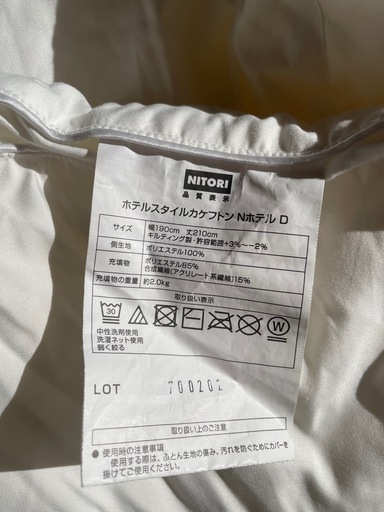 NITORI
品質表示
ホテルスタイルカケフトン Nホテル D
サイズ 幅190cm 丈210cm
キルティング製・許容範囲+3%~-2%
側生地 ポリエステル100%
充填物 ポリエステル85%
合成繊維(アクリレート系繊維)15%
充填物の重量 約2.0kg
取り扱い表示
30 W
中性洗剤使用
洗濯ネット使用
弱く絞る
LOT 700202
取り扱い上のご注意
●使用時の注意事項
使用する際は、ふとん生地の傷み、汚れを防ぐためにカバーを
掛けてご使用ください。